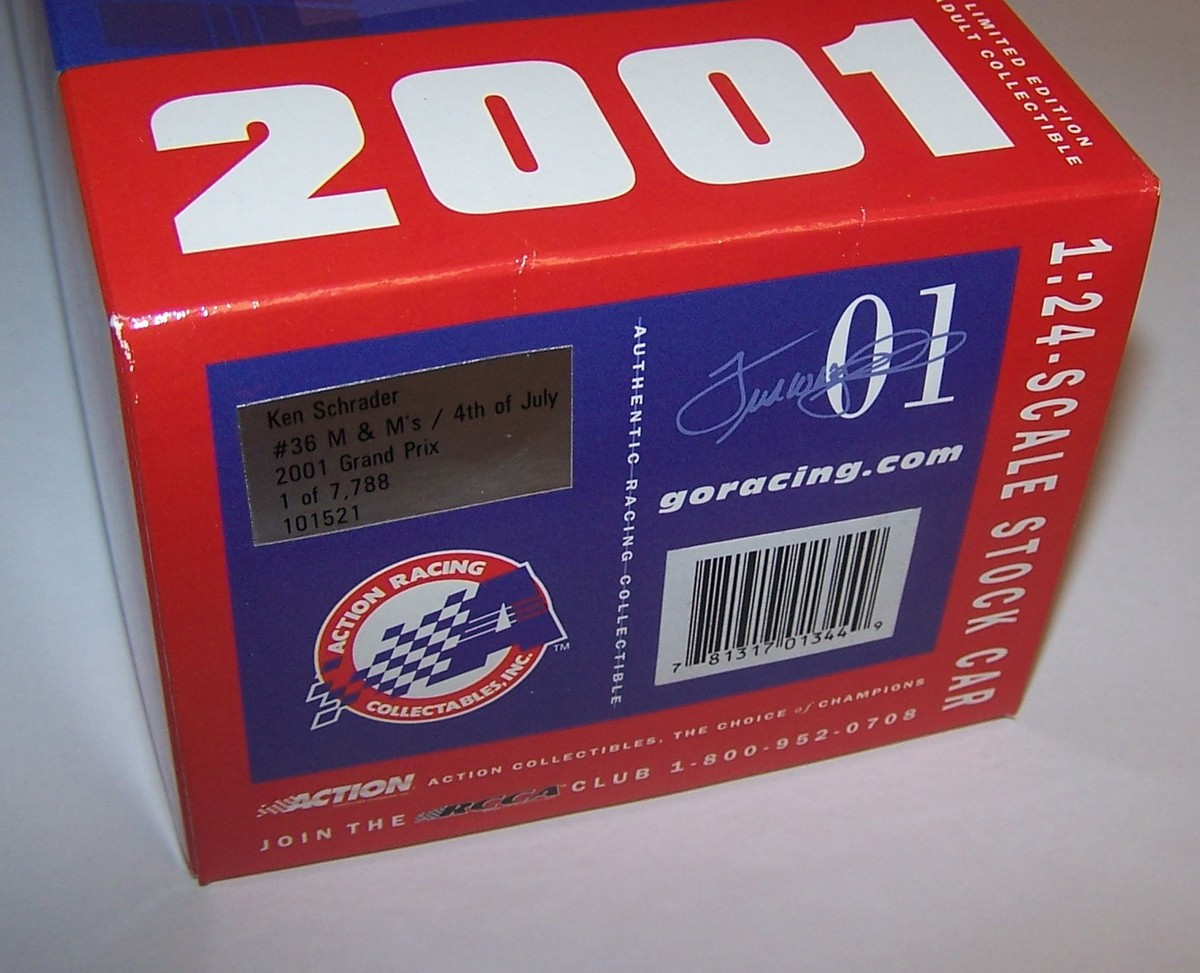 2001
LIMITED EDITION
ADULT COLLECTIBLE
1:24-SCALE STOCK CAR
Ken Schrader
#36 M & M's / 4th of July
2001 Grand Prix
1 of 7,788
101521
AUTHENTIC RACING COLLECTIBLE
01
goracing.com
7 81317 01344 9
ACTION RACING
COLLECTABLES, INC.
TM
ACTION ACTION COLLECTIBLES, THE CHOICE of CHAMPIONS
JOIN THE RCCA CLUB 1-800-952-0708